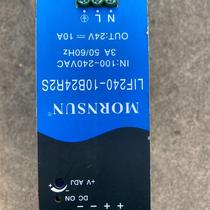 - - + +
DC ON
+V ADJ
MORNSUN
LIF240-10B24R2S
IN:100-240VAC
3A 50/60Hz
OUT:24V⎓10A
N L